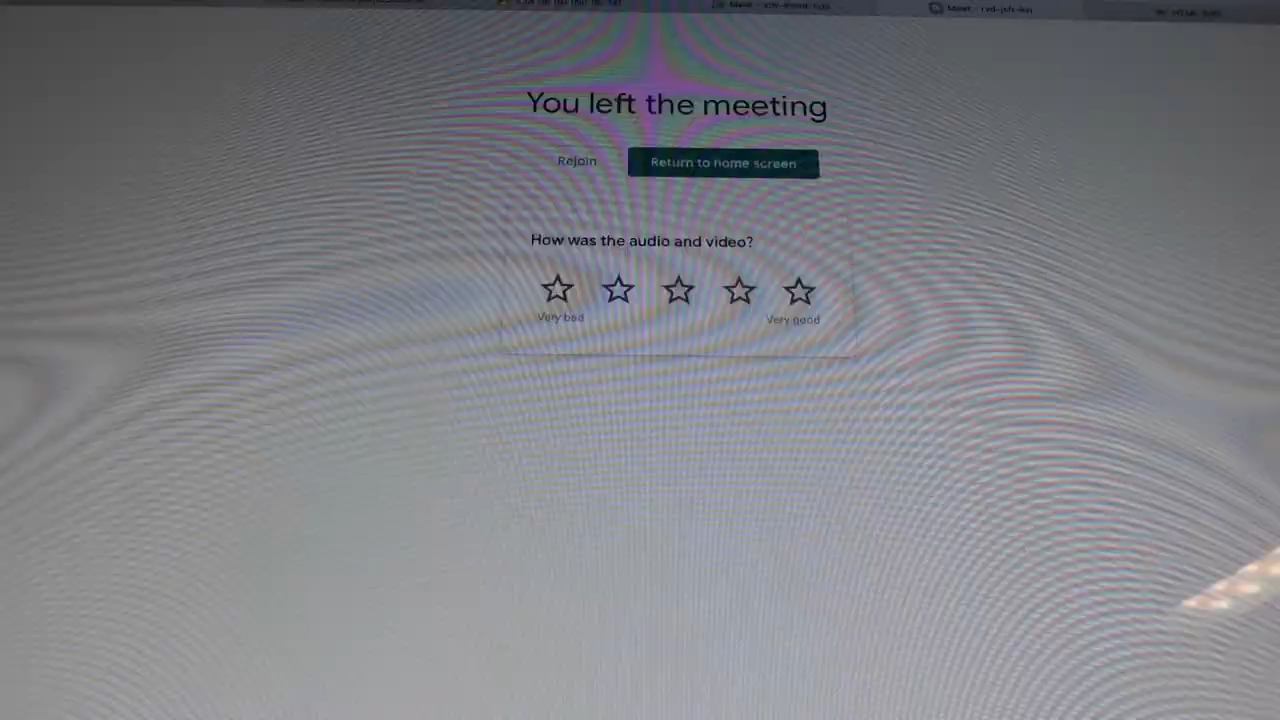 You left the meeting
Rejoin
Return to home screen
How was the audio and video?
Very bad
Very good